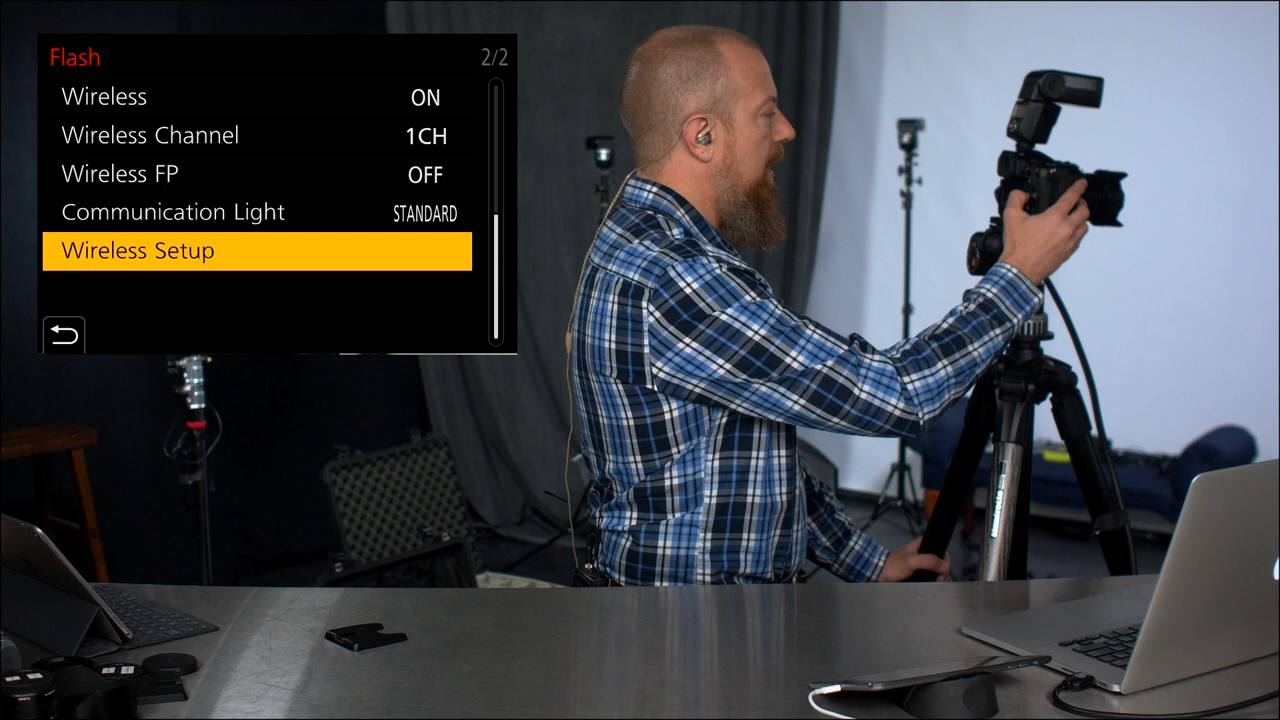 Flash 2/2
Wireless ON
Wireless Channel 1CH
Wireless FP OFF
Communication Light STANDARD
Wireless Setup